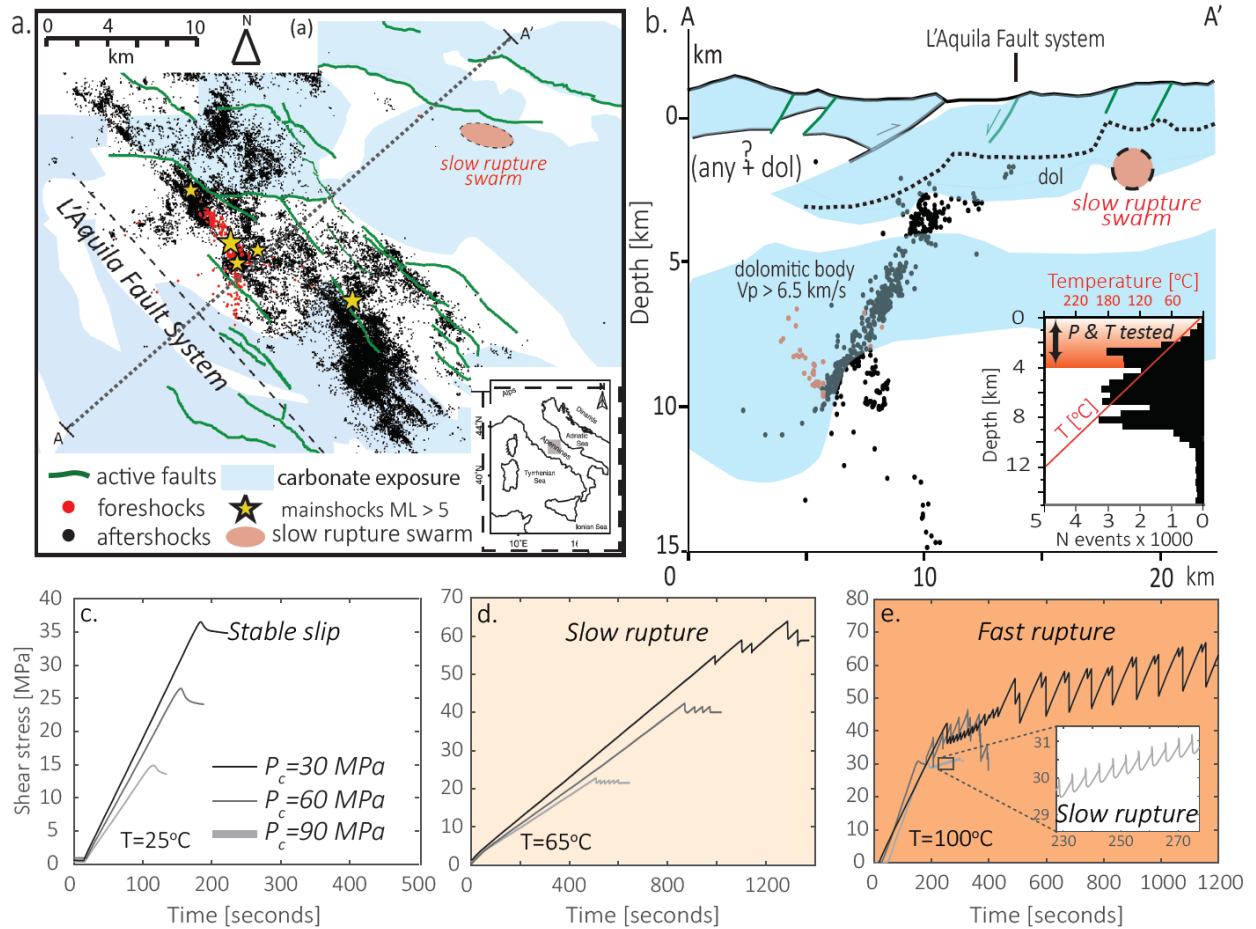 a.
0 4 10
km
N
(a)
A'
slow rupture
swarm
L'Aquila Fault System
A
active faults
carbonate exposure
foreshocks
mainshocks ML > 5
aftershocks
slow rupture swarm
Alps
N
Dinarids
44˚N
Adriatic
Sea
Apennines
40˚N
Tyrrhenian
Sea
Ionian Sea
10˚E
b.
A
A'
km
L'Aquila Fault system
0
?
(any + dol)
dol
slow rupture
swarm
Depth [km]
5
dolomitic body
Vp > 6.5 km/s
10
15
0 10 20 km
Temperature [°C]
220 180 120 60
0
P & T tested
4
T [°C]
8
12
Depth [km]
5 4 3 2 1 0
N events x 1000
c.
Stable slip
40
35
30
25
20
15
10
5
0
Shear stress [MPa]
Pc=30 MPa
Pc=60 MPa
Pc=90 MPa
T=25°C
0 100 200 300 400 500
Time [seconds]
d.
Slow rupture
80
60
40
20
0
T=65°C
0 400 800 1200
Time [seconds]
e.
Fast rupture
80
70
60
50
40
30
20
10
0
T=100°C
31
30
29
28
Slow rupture
230 250 270
0 200 400 600 800 1000 1200
Time [seconds]